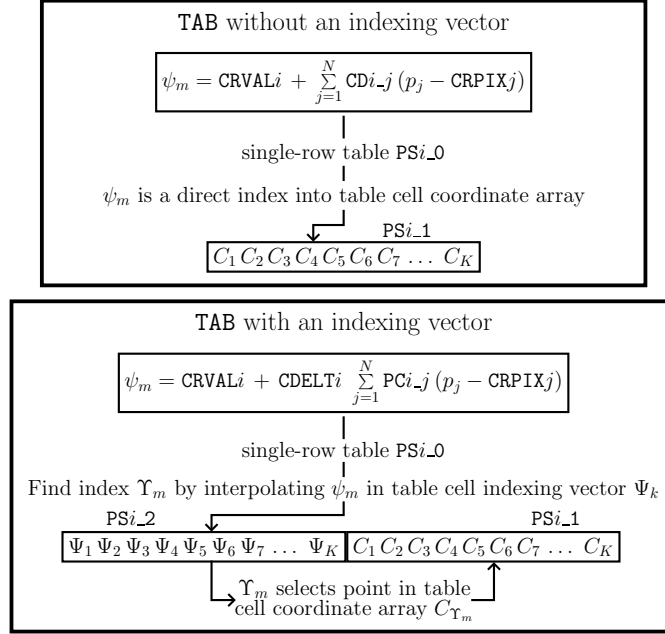 TAB without an indexing vector
ψ_m = CRVALi + ∑_{j=1}^{N} CDi_j (p_j − CRPIXj)
single-row table PSi_0
ψ_m is a direct index into table cell coordinate array
PSi_1
C_1 C_2 C_3 C_4 C_5 C_6 C_7 … C_K
TAB with an indexing vector
ψ_m = CRVALi + CDELTi ∑_{j=1}^{N} PCi_j (p_j − CRPIXj)
single-row table PSi_0
Find index ϒ_m by interpolating ψ_m in table cell indexing vector Ψ_k
PSi_2 PSi_1
Ψ_1 Ψ_2 Ψ_3 Ψ_4 Ψ_5 Ψ_6 Ψ_7 … Ψ_K C_1 C_2 C_3 C_4 C_5 C_6 C_7 … C_K
ϒ_m selects point in table
cell coordinate array C_{ϒ_m}